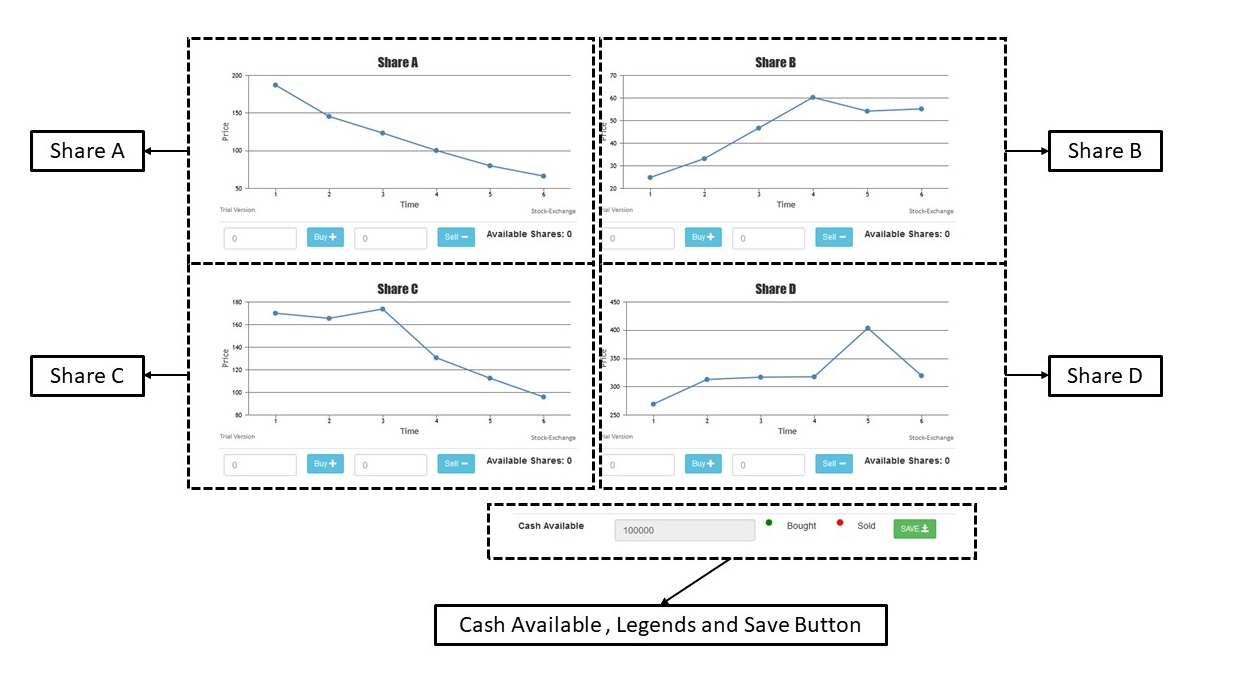 Share A
200
150
100
50
Price
1 2 3 4 5 6
Time
Trial Version
Stock-Exchange
0 Buy 0 Sell Available Shares: 0
Share B
70
60
50
40
30
20
Price
1 2 3 4 5 6
Time
rial Version
Stock-Exchange
0 Buy 0 Sell Available Shares: 0
Share A
Share B
Share C
180
160
140
120
100
80
Price
1 2 3 4 5 6
Time
Trial Version
Stock-Exchange
0 Buy 0 Sell Available Shares: 0
Share D
450
400
350
300
250
Price
1 2 3 4 5 6
Time
rial Version
Stock-Exchange
0 Buy 0 Sell Available Shares: 0
Share C
Share D
Cash Available 100000 Bought Sold SAVE
Cash Available , Legends and Save Button